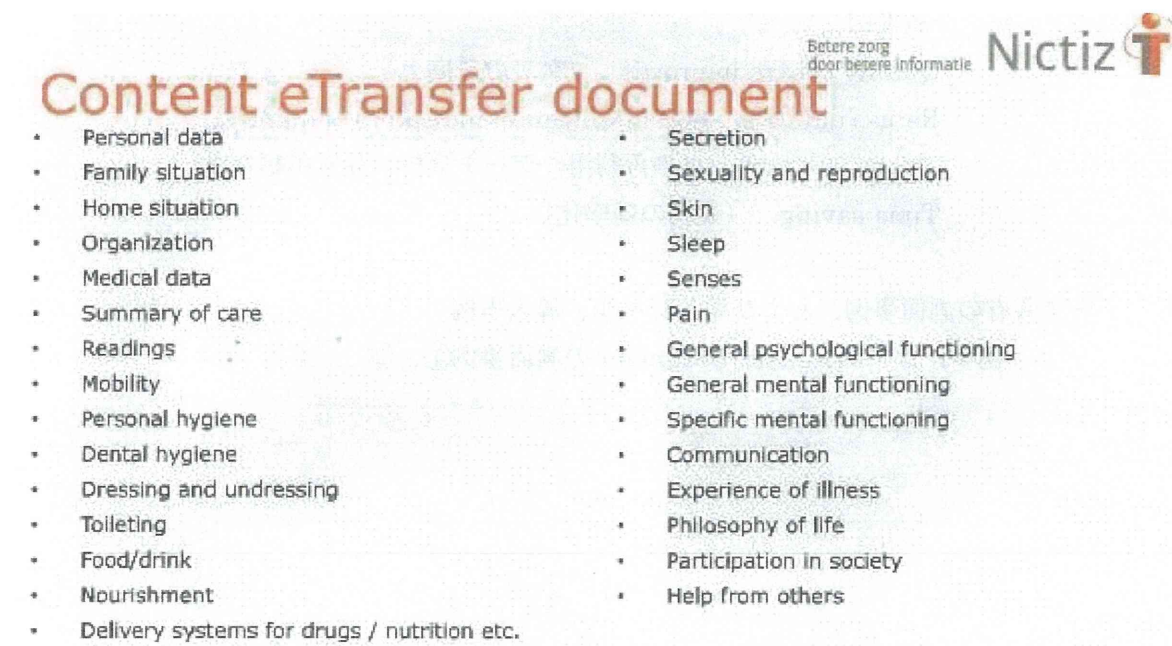 Betere zorg
door betere informatie
Nictiz
Content eTransfer document
• Personal data
• Family situation
• Home situation
• Organization
• Medical data
• Summary of care
• Readings
• Mobility
• Personal hygiene
• Dental hygiene
• Dressing and undressing
• Toileting
• Food/drink
• Nourishment
• Delivery systems for drugs / nutrition etc.
• Secretion
• Sexuality and reproduction
• Skin
• Sleep
• Senses
• Pain
• General psychological functioning
• General mental functioning
• Specific mental functioning
• Communication
• Experience of illness
• Philosophy of life
• Participation in society
• Help from others